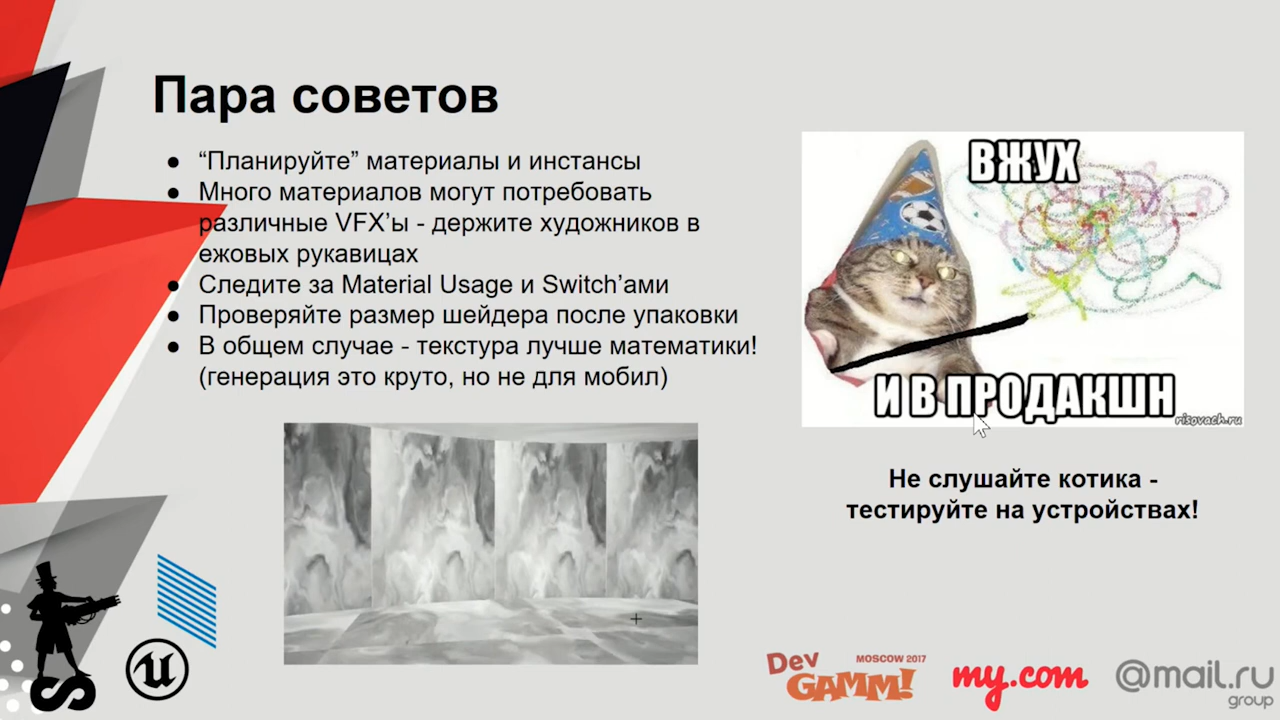 Пара советов
● “Планируйте” материалы и инстансы
● Много материалов могут потребовать
различные VFX’ы - держите художников в
ежовых рукавицах
● Следите за Material Usage и Switch’ами
● Проверяйте размер шейдера после упаковки
● В общем случае - текстура лучше математики!
(генерация это круто, но не для мобил)
ВЖУХ
И В ПРОДАКШН
risovach.ru
Не слушайте котика -
тестируйте на устройствах!
DevGAMM! MOSCOW 2017
my.com
@mail.ru
group